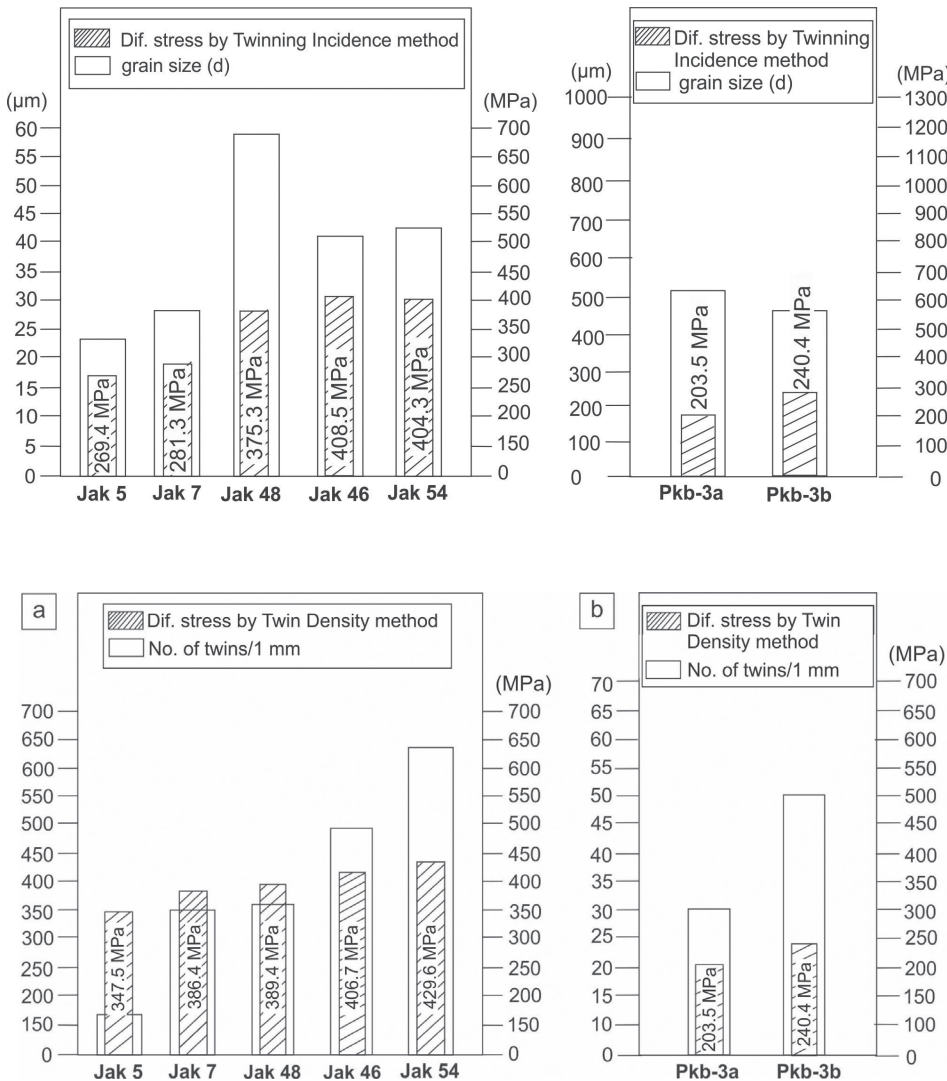 Dif. stress by Twinning Incidence method
grain size (d)
(µm)
60
55
50
45
40
35
30
25
20
15
10
5
0
(MPa)
700
650
600
550
500
450
400
350
300
250
200
150
0
269.4 MPa
281.3 MPa
375.3 MPa
408.5 MPa
404.3 MPa
Jak 5
Jak 7
Jak 48
Jak 46
Jak 54
Dif. stress by Twinning
Incidence method
grain size (d)
(µm)
1000
900
800
700
600
500
400
300
200
100
0
(MPa)
1300
1200
1100
1000
900
800
700
600
500
400
300
200
100
0
203.5 MPa
240.4 MPa
Pkb-3a
Pkb-3b
a
Dif. stress by Twin Density method
No. of twins/1 mm
700
650
600
550
500
450
400
350
300
250
200
150
0
(MPa)
700
650
600
550
500
450
400
350
300
250
200
150
0
347.5 MPa
386.4 MPa
389.4 MPa
406.7 MPa
429.6 MPa
Jak 5
Jak 7
Jak 48
Jak 46
Jak 54
b
Dif. stress by Twin
Density method
No. of twins/1 mm
70
65
60
55
50
45
40
35
30
25
20
10
0
(MPa)
700
650
600
550
500
450
400
350
300
250
200
100
0
203.5 MPa
240.4 MPa
Pkb-3a
Pkb-3b